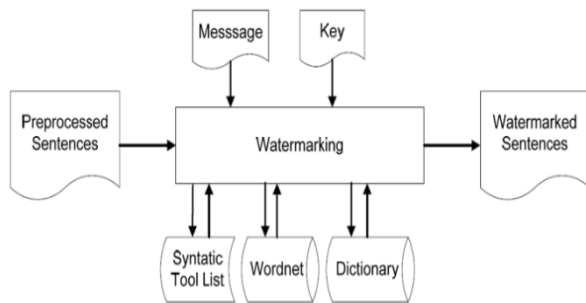 Messsage
Key
Preprocessed
Sentences
Watermarking
Watermarked
Sentences
Syntatic
Tool List
Wordnet
Dictionary